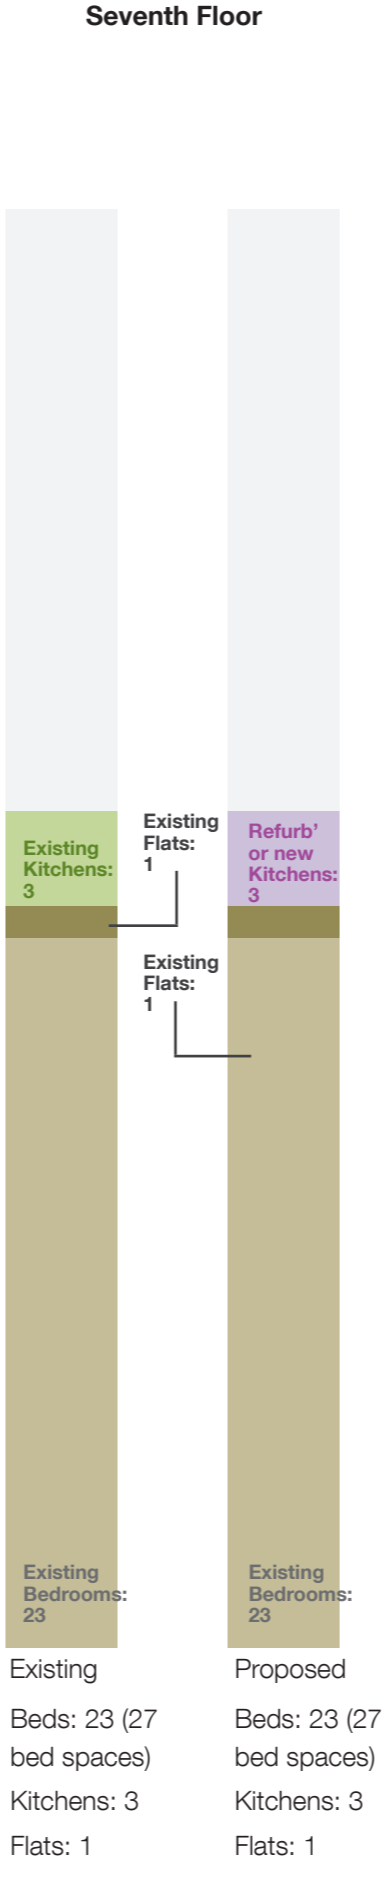 Seventh Floor
Existing
Kitchens:
3
Existing
Flats:
1
Refurb’
or new
Kitchens:
3
Existing
Flats:
1
Existing
Bedrooms:
23
Existing
Bedrooms:
23
Existing
Beds: 23 (27
bed spaces)
Kitchens: 3
Flats: 1
Proposed
Beds: 23 (27
bed spaces)
Kitchens: 3
Flats: 1